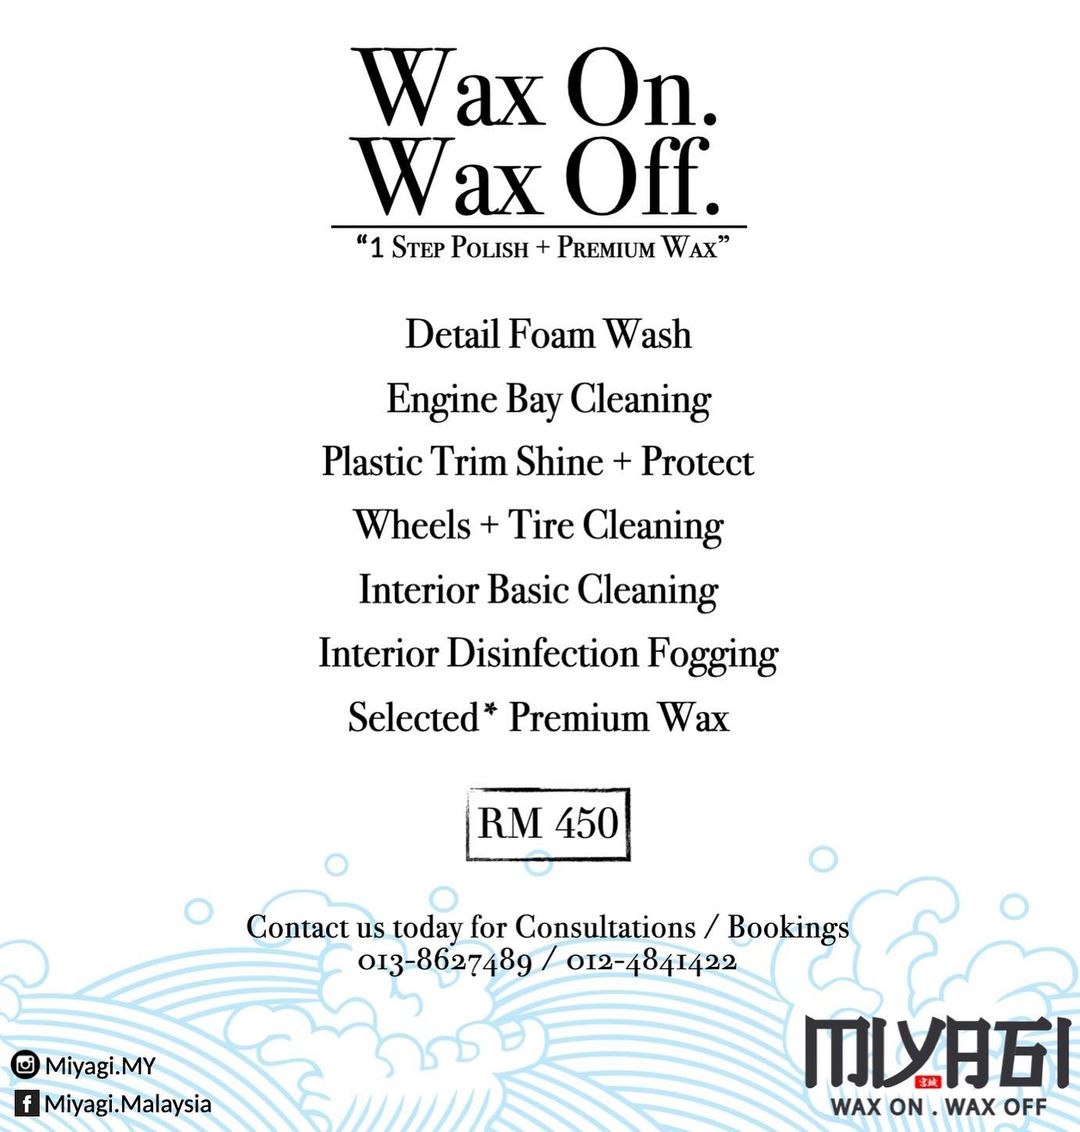 Wax On.
Wax Off.
“1 Step Polish + Premium Wax”
Detail Foam Wash
Engine Bay Cleaning
Plastic Trim Shine + Protect
Wheels + Tire Cleaning
Interior Basic Cleaning
Interior Disinfection Fogging
Selected* Premium Wax
RM 450
Contact us today for Consultations / Bookings
013-8627489 / 012-4841422
Miyagi.MY
Miyagi.Malaysia
MIYAGI
宮城
WAX ON . WAX OFF